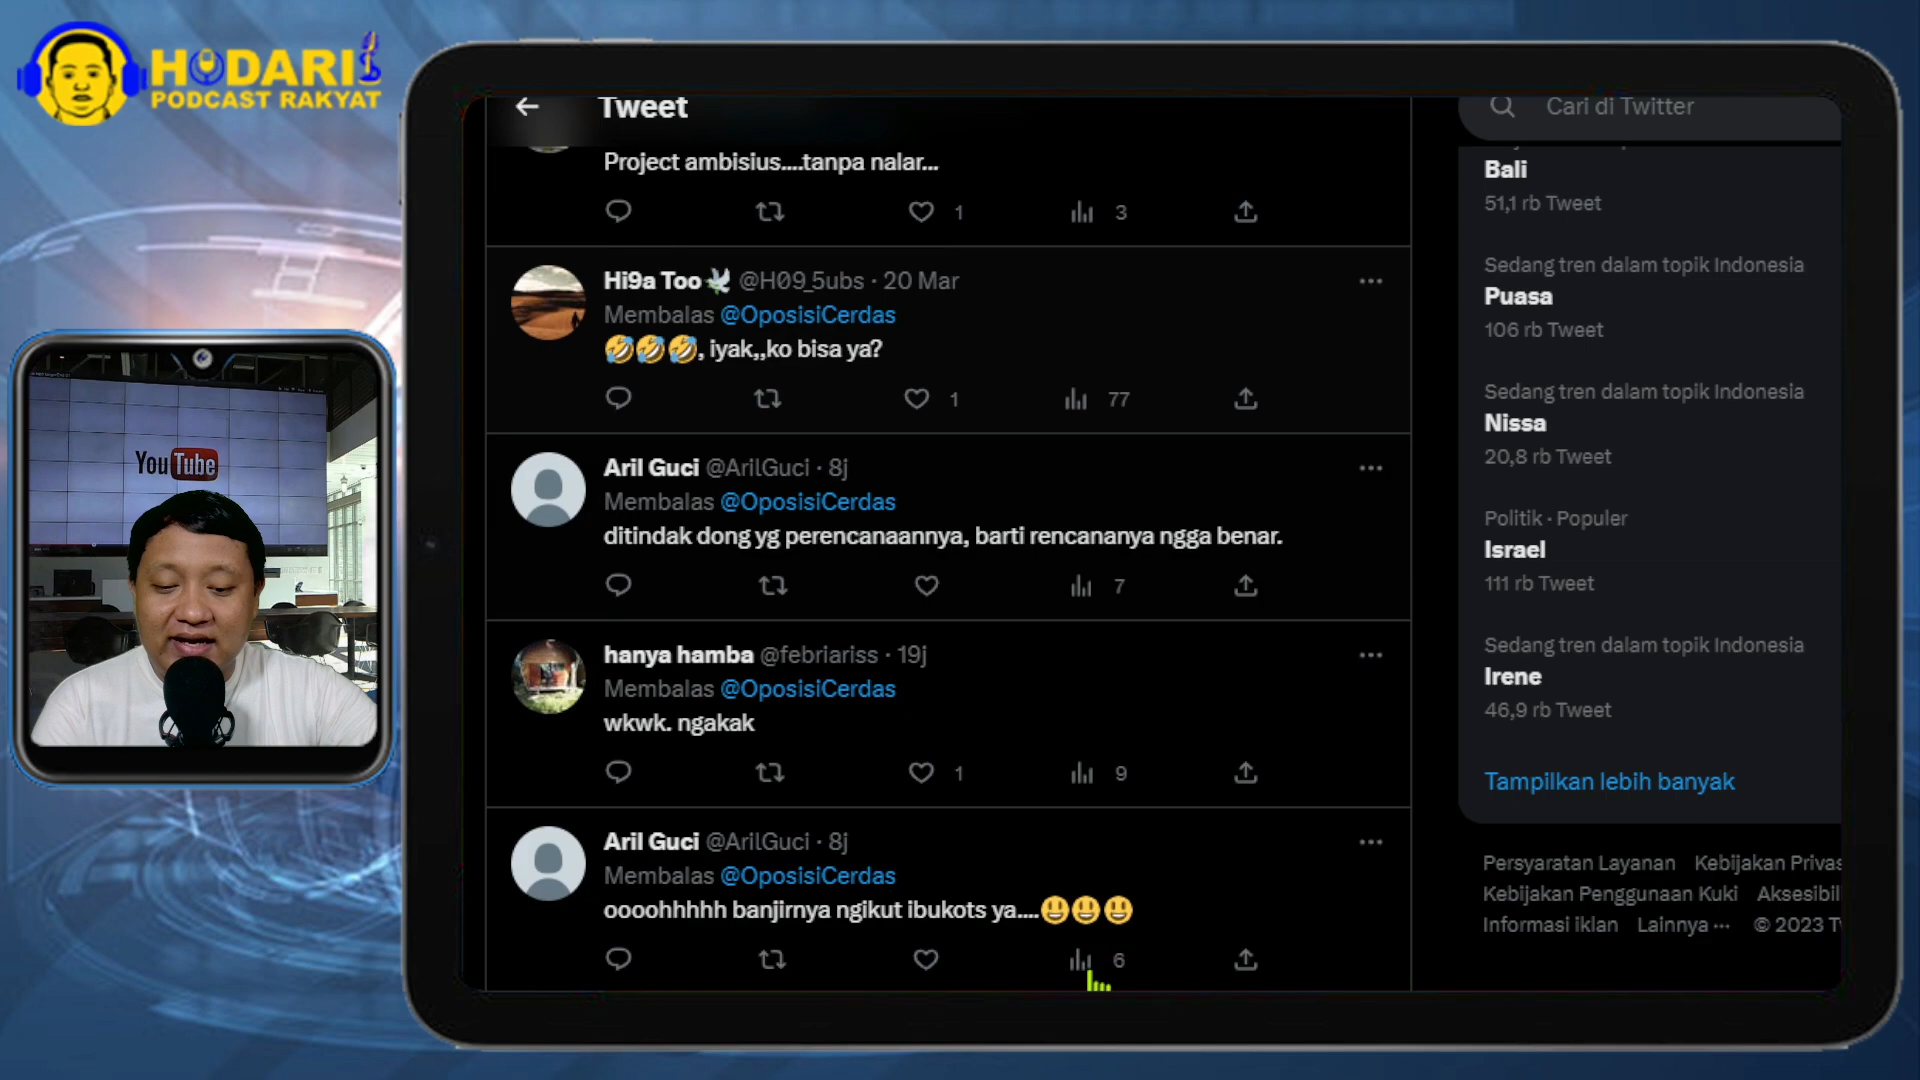 HODARI
PODCAST RAKYAT
YouTube
Tweet
Project ambisius....tanpa nalar...
1
3
Hi9a Too🕊 @H09_5ubs · 20 Mar
Membalas @OposisiCerdas
🤣🤣🤣, iyak,,ko bisa ya?
1
77
Aril Guci @ArilGuci · 8j
Membalas @OposisiCerdas
ditindak dong yg perencanaannya, barti rencananya ngga benar.
7
hanya hamba @febriariss · 19j
Membalas @OposisiCerdas
wkwk. ngakak
1
9
Aril Guci @ArilGuci · 8j
Membalas @OposisiCerdas
oooohhhhh banjirnya ngikut ibukots ya....😃😃😃
6
Cari di Twitter
Bali
51,1 rb Tweet
Sedang tren dalam topik Indonesia
Puasa
106 rb Tweet
Sedang tren dalam topik Indonesia
Nissa
20,8 rb Tweet
Politik · Populer
Israel
111 rb Tweet
Sedang tren dalam topik Indonesia
Irene
46,9 rb Tweet
Tampilkan lebih banyak
Persyaratan Layanan Kebijakan Privas
Kebijakan Penggunaan Kuki Aksesibil
Informasi iklan Lainnya ··· © 2023 Tw